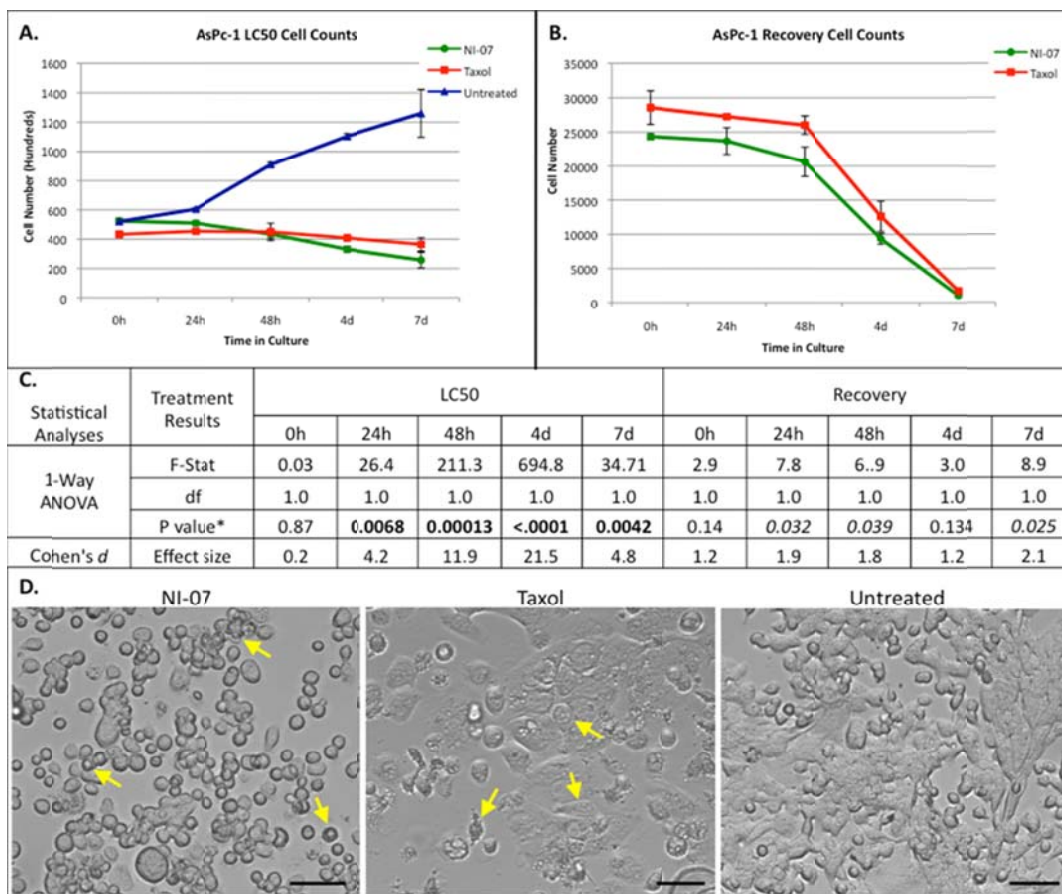 A.
AsPc-1 LC50 Cell Counts
NI-07
Taxol
Untreated
Cell Number (Hundreds)
1600
1400
1200
1000
800
600
400
200
0
0h 24h 48h 4d 7d
Time in Culture
B.
AsPc-1 Recovery Cell Counts
NI-07
Taxol
Cell Number
35000
30000
25000
20000
15000
10000
5000
0
0h 24h 48h 4d 7d
Time in Culture
C.
Statistical Analyses Treatment Results LC50 Recovery
0h 24h 48h 4d 7d 0h 24h 48h 4d 7d
1-Way ANOVA
F-Stat 0.03 26.4 211.3 694.8 34.71 2.9 7.8 6..9 3.0 8.9
df 1.0 1.0 1.0 1.0 1.0 1.0 1.0 1.0 1.0 1.0
P value* 0.87 0.0068 0.00013 <.0001 0.0042 0.14 0.032 0.039 0.134 0.025
Cohen's d Effect size 0.2 4.2 11.9 21.5 4.8 1.2 1.9 1.8 1.2 2.1
D.
NI-07 Taxol Untreated